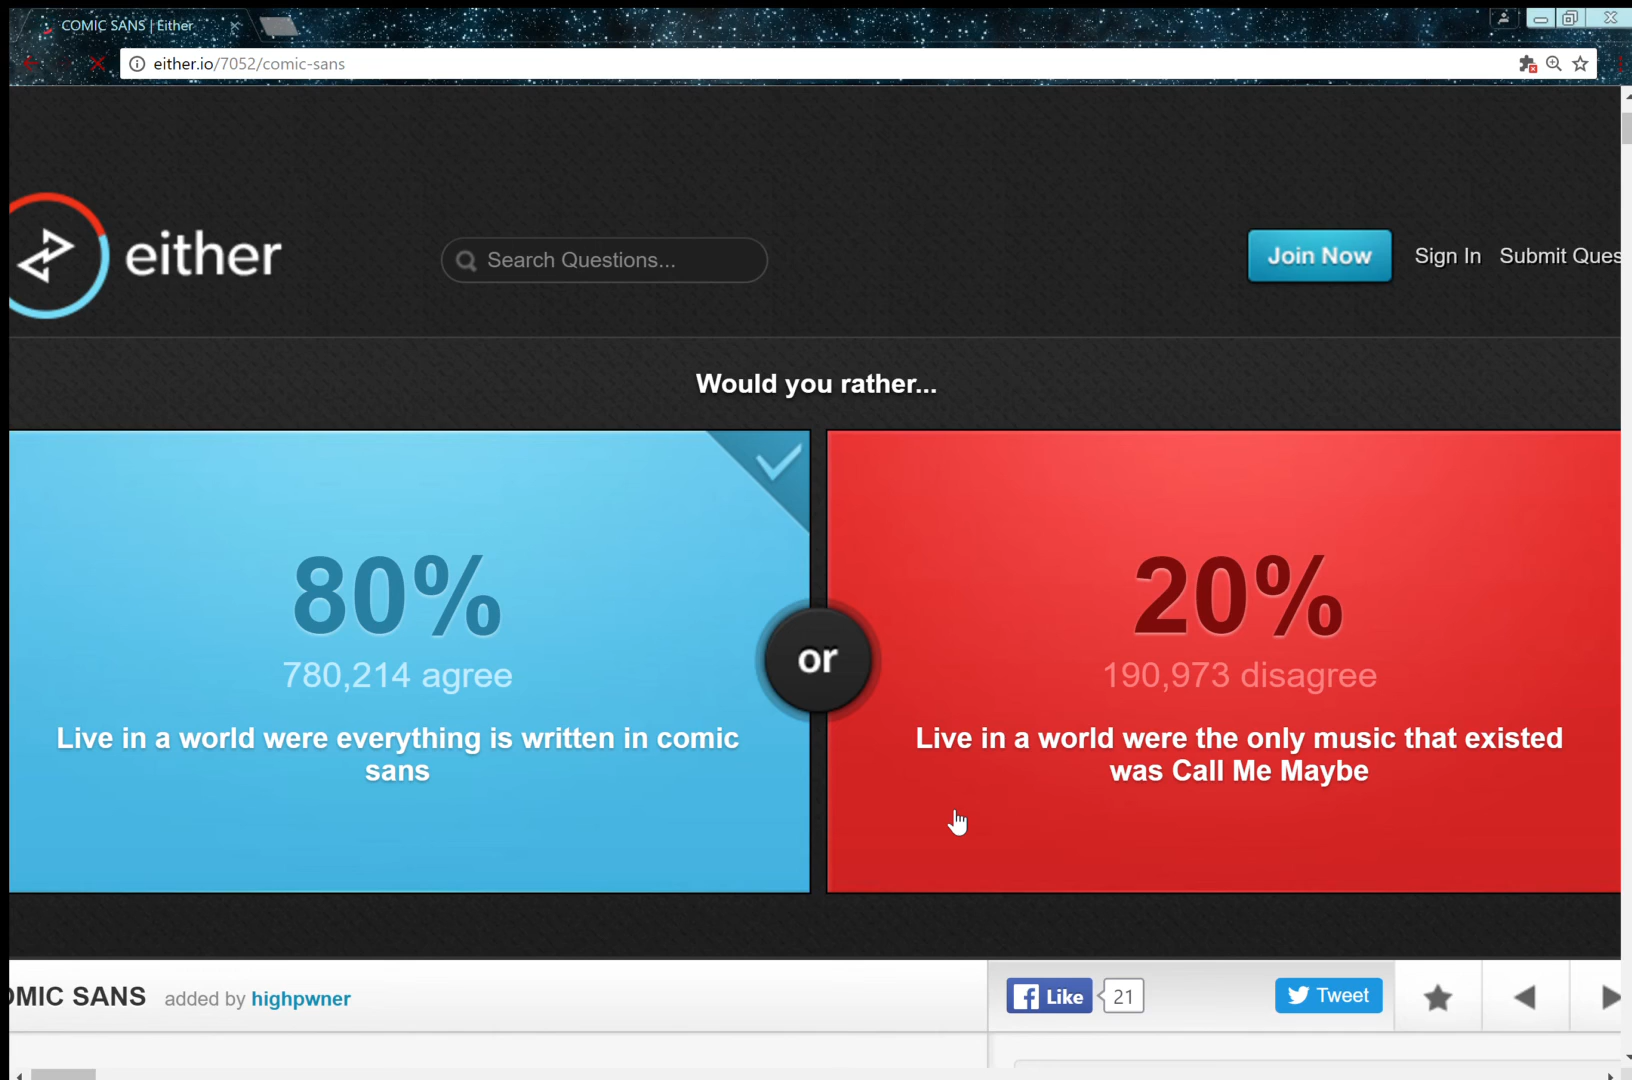 COMIC SANS | Either
either.io/7052/comic-sans
either
Search Questions...
Join Now
Sign In
Submit Ques
Would you rather...
80%
780,214 agree
Live in a world were everything is written in comic
sans
or
20%
190,973 disagree
Live in a world were the only music that existed
was Call Me Maybe
OMIC SANS added by highpwner
Like
21
Tweet